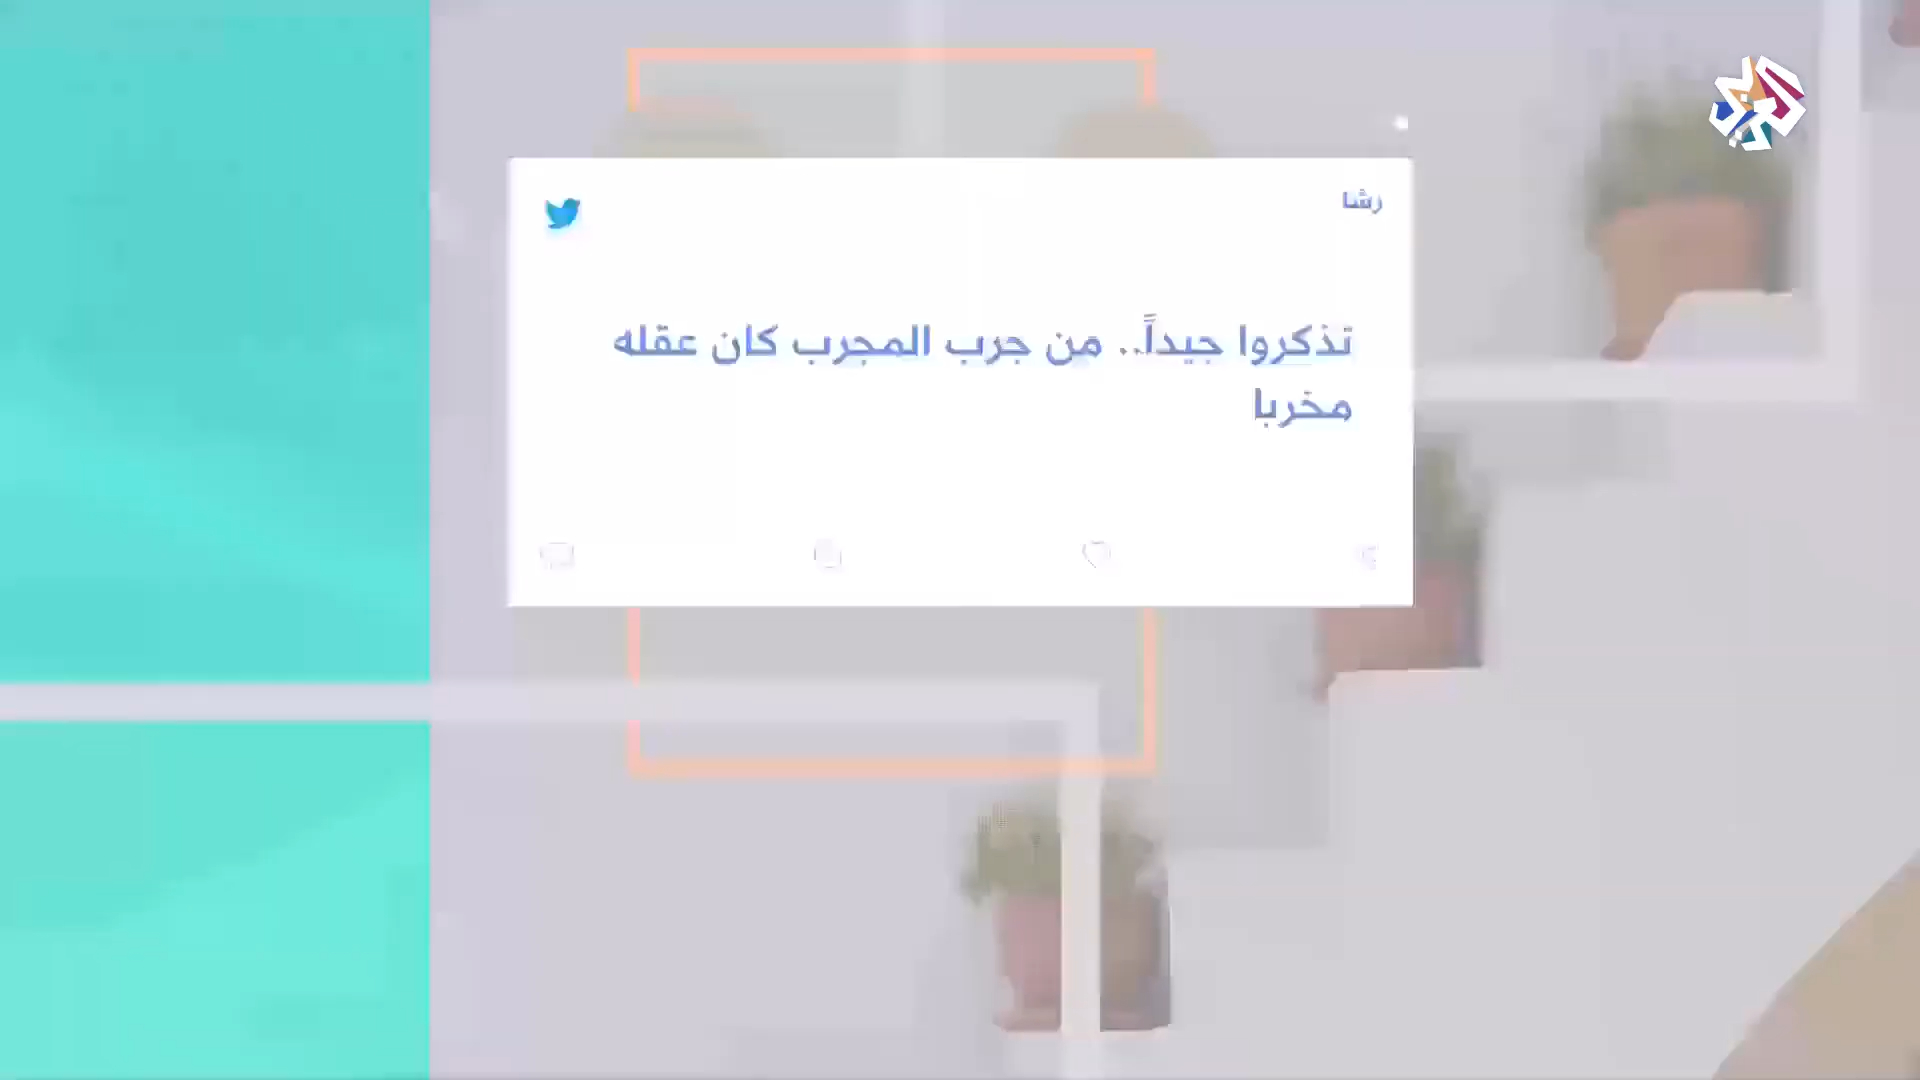 رشا
تذكروا جيداً.. من جرب المجرب كان عقله
مخربا